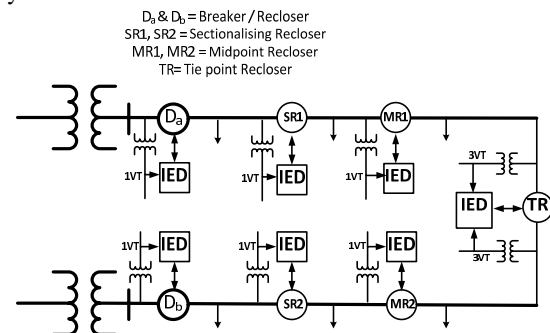 y
Da & Db = Breaker / Recloser
SR1, SR2 = Sectionalising Recloser
MR1, MR2 = Midpoint Recloser
TR= Tie point Recloser
Da
SR1
MR1
1VT
IED
1VT
IED
1VT
IED
3VT
IED
TR
3VT
1VT
IED
1VT
IED
1VT
IED
Db
SR2
MR2